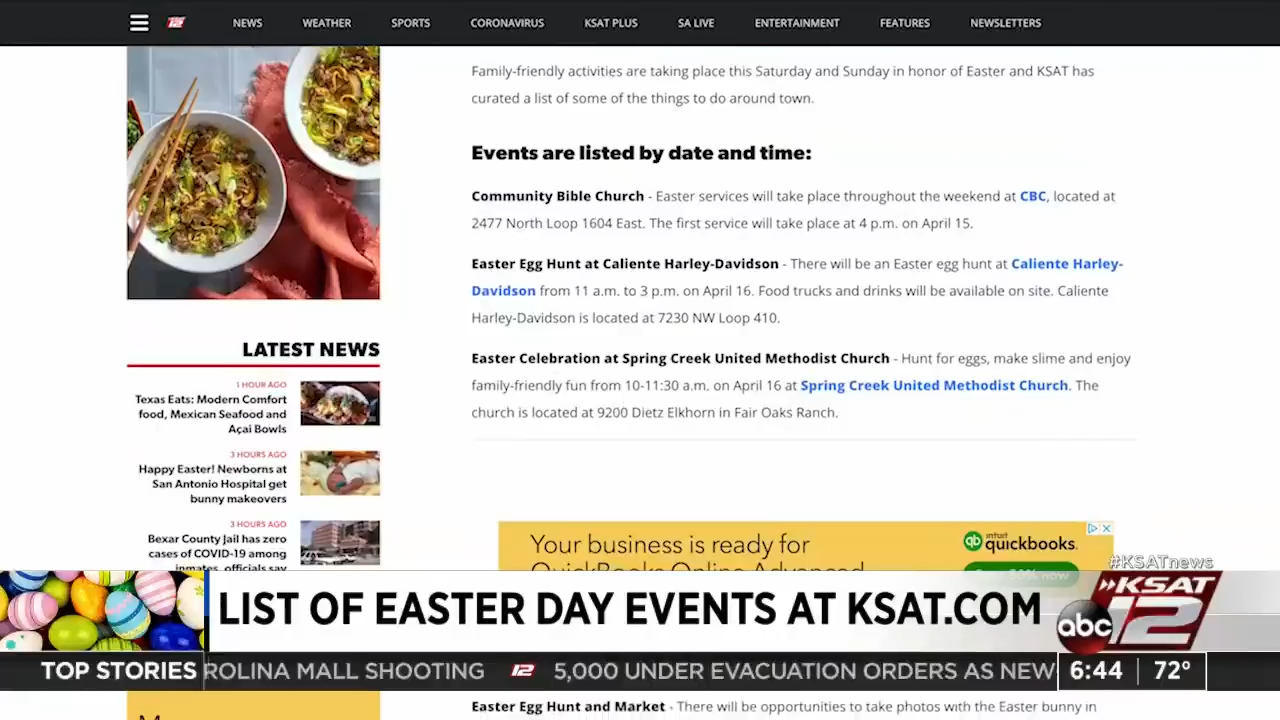 NEWS
WEATHER
SPORTS
CORONAVIRUS
KSAT PLUS
SA LIVE
ENTERTAINMENT
FEATURES
NEWSLETTERS
Family-friendly activities are taking place this Saturday and Sunday in honor of Easter and KSAT has
curated a list of some of the things to do around town.
Events are listed by date and time:
Community Bible Church - Easter services will take place throughout the weekend at CBC, located at
2477 North Loop 1604 East. The first service will take place at 4 p.m. on April 15.
Easter Egg Hunt at Caliente Harley-Davidson - There will be an Easter egg hunt at Caliente Harley-
Davidson from 11 a.m. to 3 p.m. on April 16. Food trucks and drinks will be available on site. Caliente
Harley-Davidson is located at 7230 NW Loop 410.
Easter Celebration at Spring Creek United Methodist Church - Hunt for eggs, make slime and enjoy
family-friendly fun from 10-11:30 a.m. on April 16 at Spring Creek United Methodist Church. The
church is located at 9200 Dietz Elkhorn in Fair Oaks Ranch.
LATEST NEWS
1 HOUR AGO
Texas Eats: Modern Comfort
food, Mexican Seafood and
Açai Bowls
3 HOURS AGO
Happy Easter! Newborns at
San Antonio Hospital get
bunny makeovers
3 HOURS AGO
Bexar County Jail has zero
cases of COVID-19 among
inmates, officials say
Your business is ready for
QuickBooks Online Advanced
intuit
quickbooks.
#KSATnews
LIST OF EASTER DAY EVENTS AT KSAT.COM
KSAT
abc 12
TOP STORIES
ROLINA MALL SHOOTING 12 5,000 UNDER EVACUATION ORDERS AS NEW
6:44 72°
Easter Egg Hunt and Market - There will be opportunities to take photos with the Easter bunny in